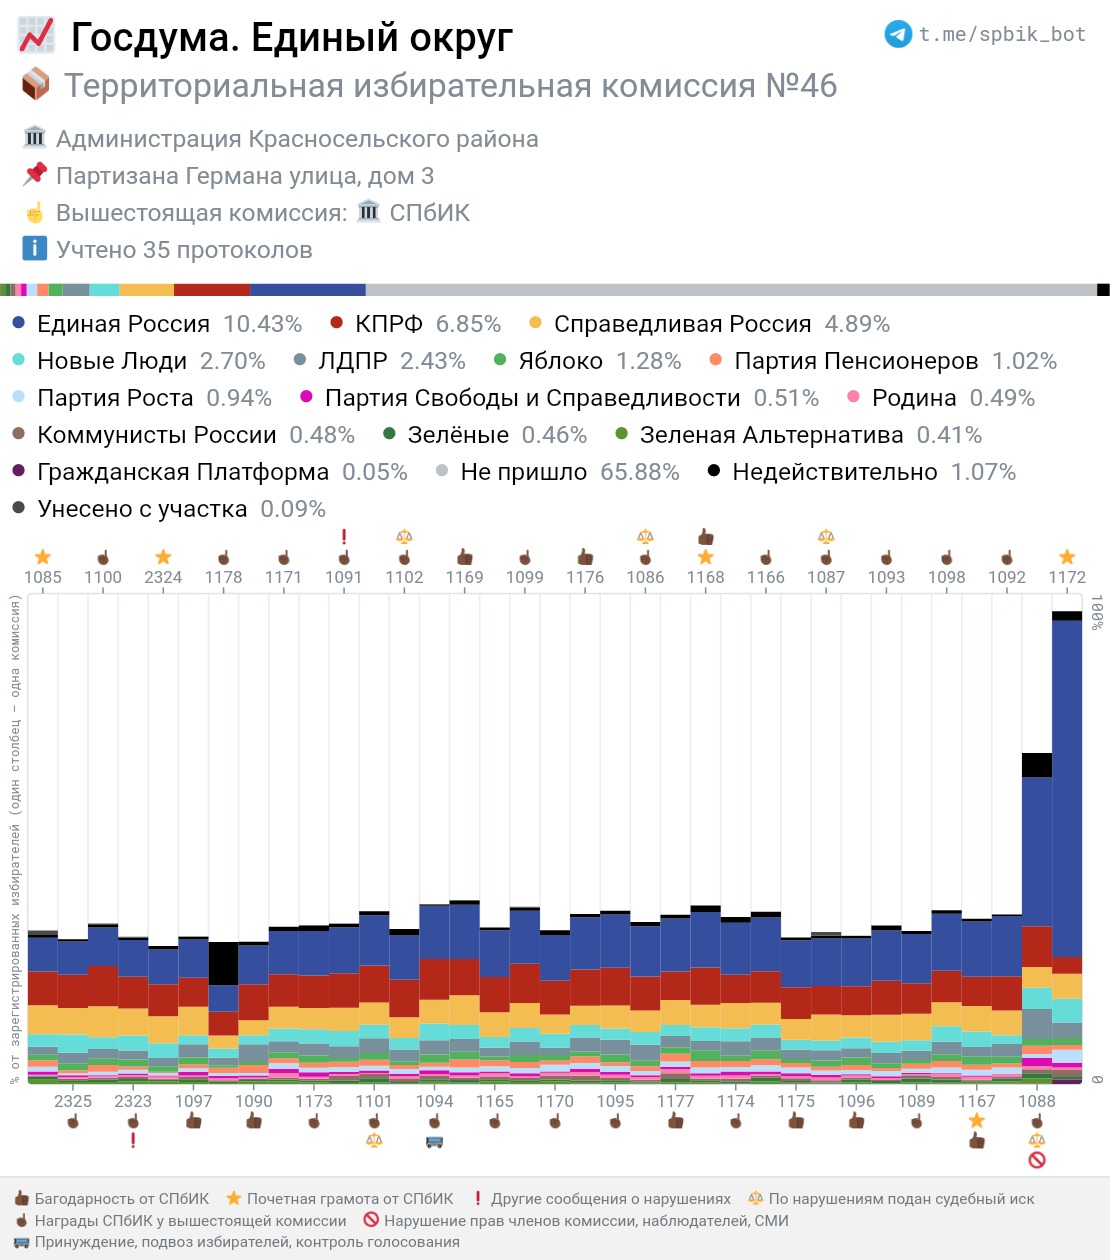 Госдума. Единый округ
t.me/spbik_bot
Территориальная избирательная комиссия №46
Администрация Красносельского района
Партизана Германа улица, дом 3
Вышестоящая комиссия: СПбИК
Учтено 35 протоколов
Единая Россия 10.43% КПРФ 6.85% Справедливая Россия 4.89%
Новые Люди 2.70% ЛДПР 2.43% Яблоко 1.28% Партия Пенсионеров 1.02%
Партия Роста 0.94% Партия Свободы и Справедливости 0.51% Родина 0.49%
Коммунисты России 0.48% Зелёные 0.46% Зеленая Альтернатива 0.41%
Гражданская Платформа 0.05% Не пришло 65.88% Недействительно 1.07%
Унесено с участка 0.09%
1085 1100 2324 1178 1171 1091 1102 1169 1099 1176 1086 1168 1166 1087 1093 1098 1092 1172
% от зарегистрированных избирателей (один столбец – одна комиссия)
100%
0
2325 2323 1097 1090 1173 1101 1094 1165 1170 1095 1177 1174 1175 1096 1089 1167 1088
Багодарность от СПбИК Почетная грамота от СПбИК Другие сообщения о нарушениях По нарушениям подан судебный иск
Награды СПбИК у вышестоящей комиссии Нарушение прав членов комиссии, наблюдателей, СМИ
Принуждение, подвоз избирателей, контроль голосования